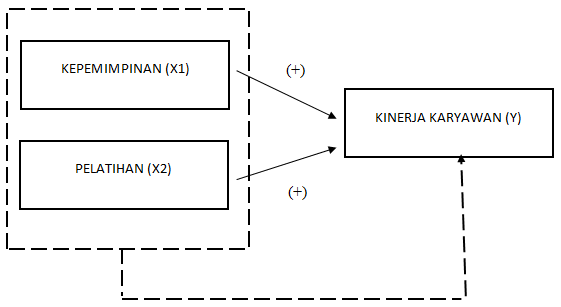 KEPEMIMPINAN (X1)
(+)
KINERJA KARYAWAN (Y)
PELATIHAN (X2)
(+)